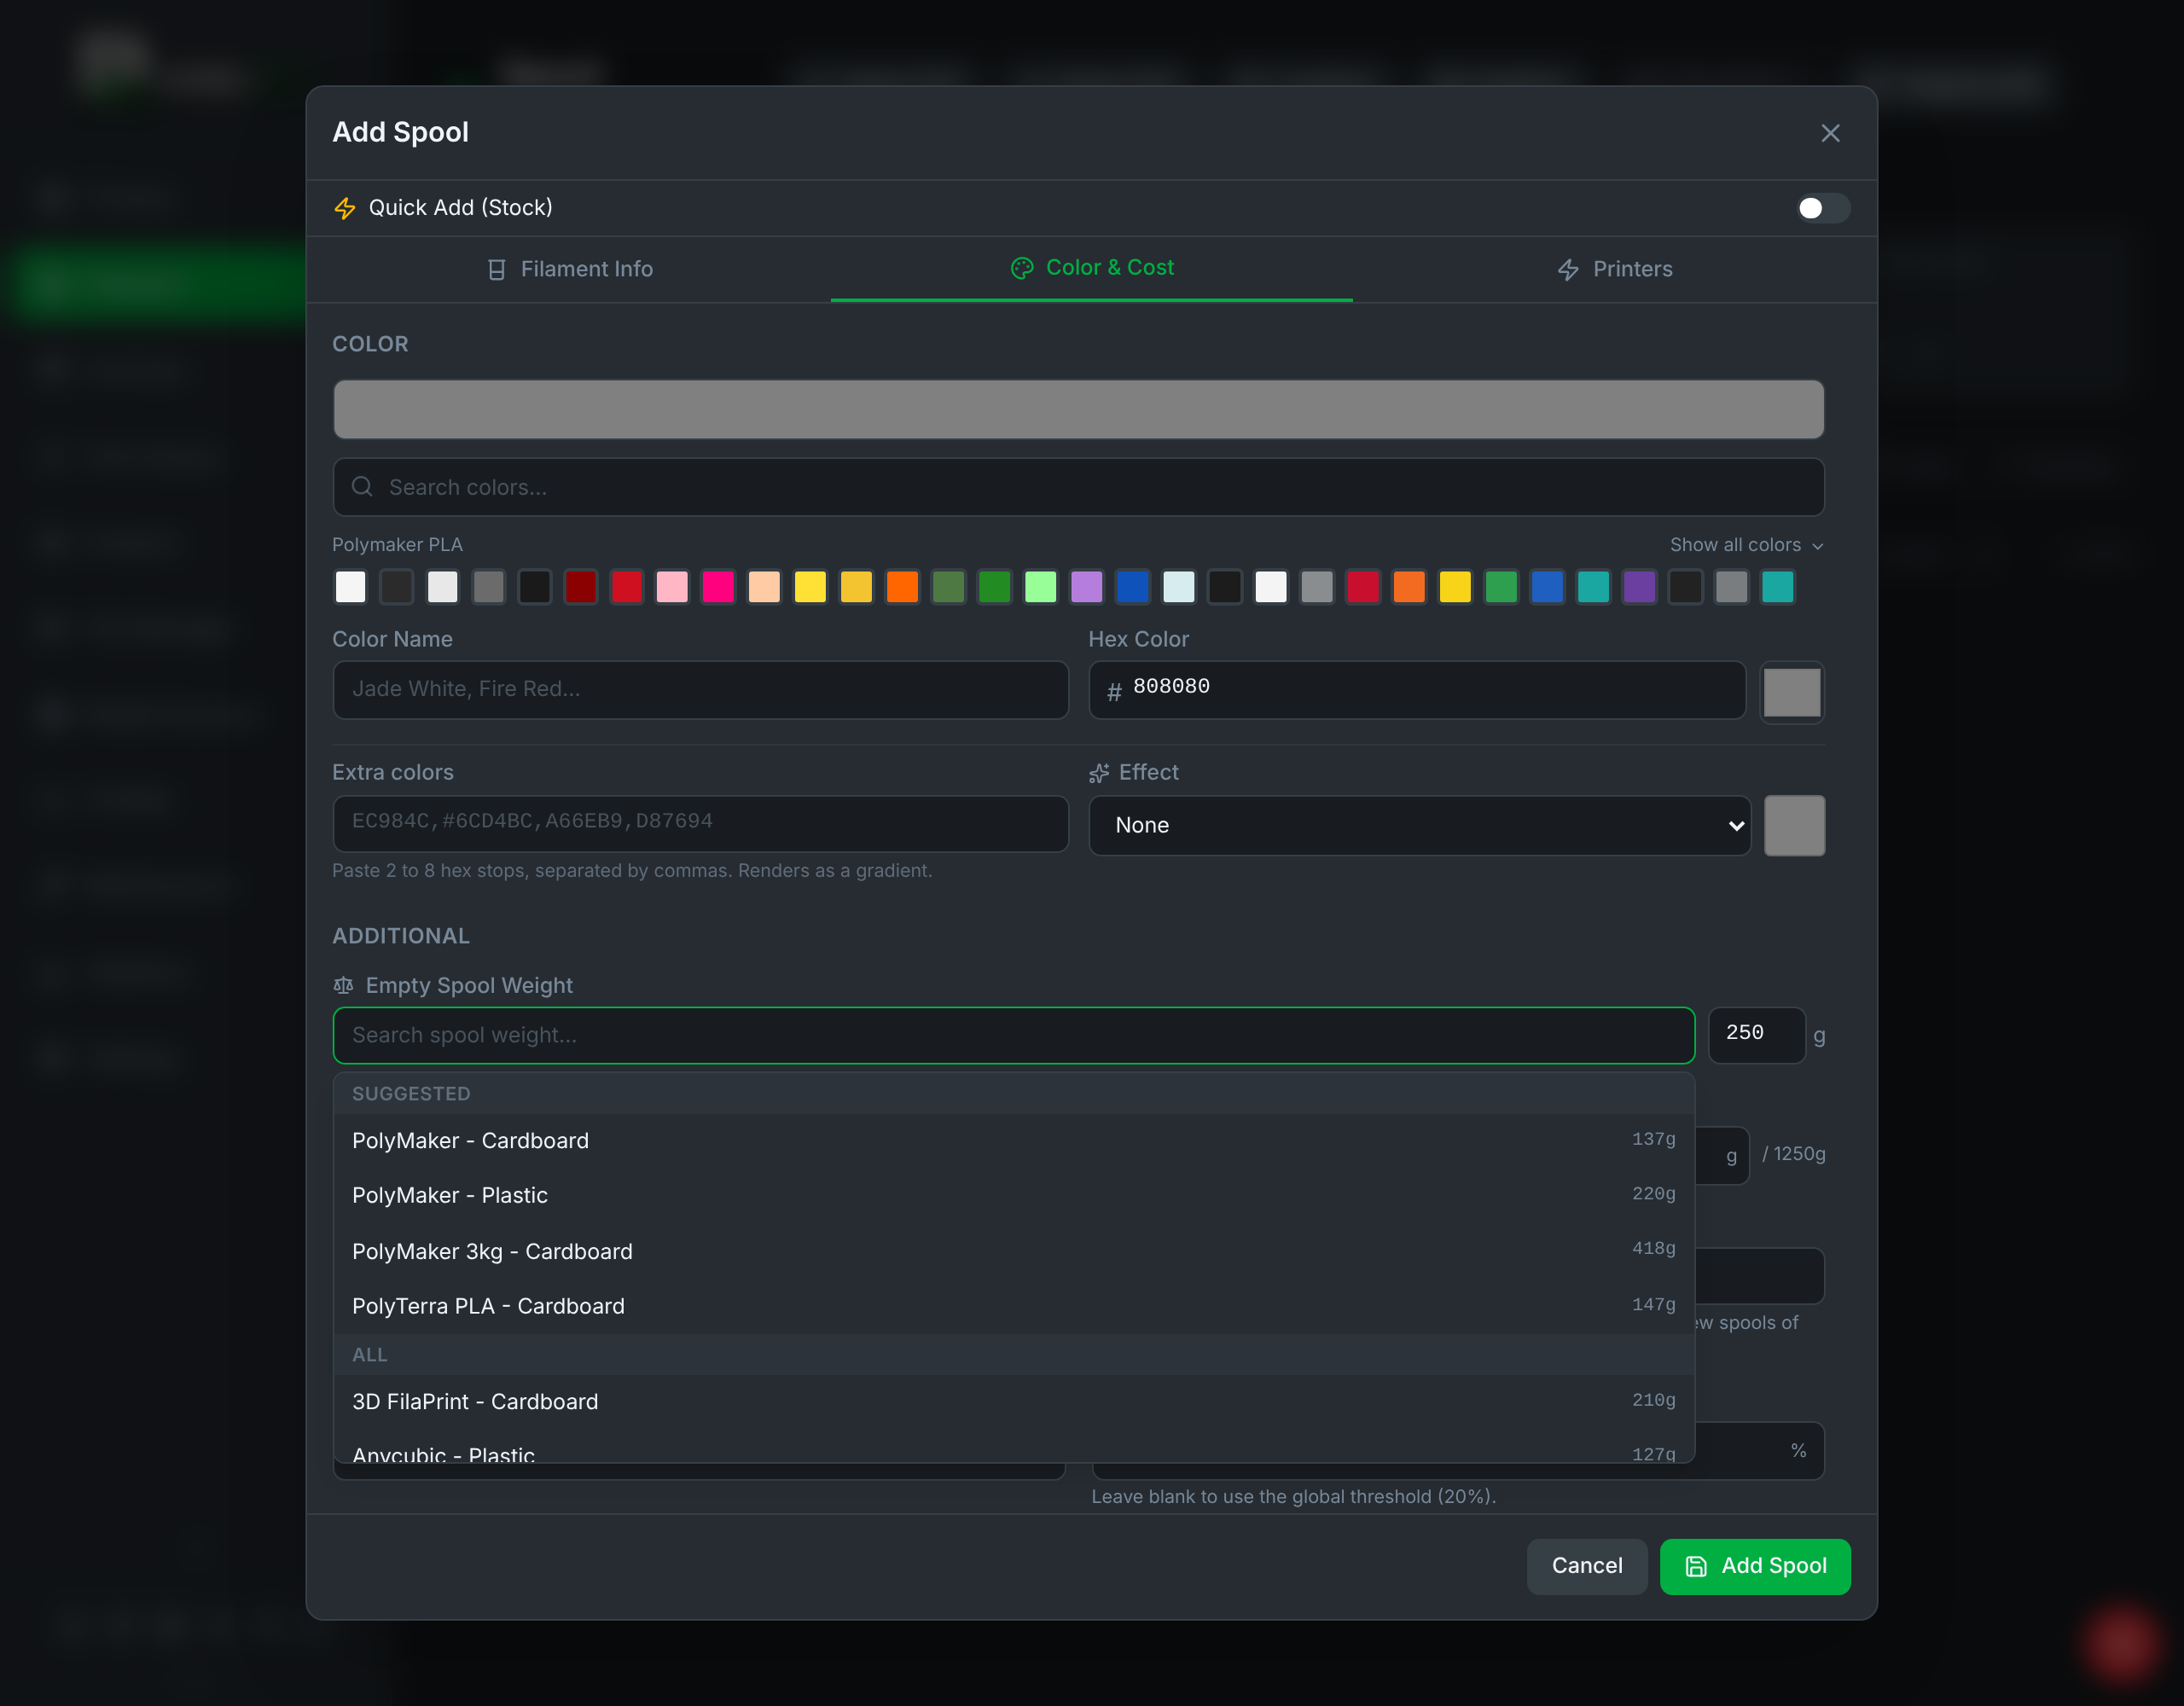 Add Spool
Quick Add (Stock)
Filament Info
Color & Cost
Printers
COLOR
Search colors...
Polymaker PLA
Show all colors
Color Name
Hex Color
Jade White, Fire Red...
# 808080
Extra colors
Effect
EC984C,#6CD4BC,A66EB9,D87694
None
Paste 2 to 8 hex stops, separated by commas. Renders as a gradient.
ADDITIONAL
Empty Spool Weight
Search spool weight...
250 g
SUGGESTED
PolyMaker - Cardboard 137g
g / 1250g
PolyMaker - Plastic 220g
PolyMaker 3kg - Cardboard 418g
PolyTerra PLA - Cardboard 147g
spools of
ALL
3D FilaPrint - Cardboard 210g
Anycubic - Plastic 127g
%
Leave blank to use the global threshold (20%).
Cancel
Add Spool